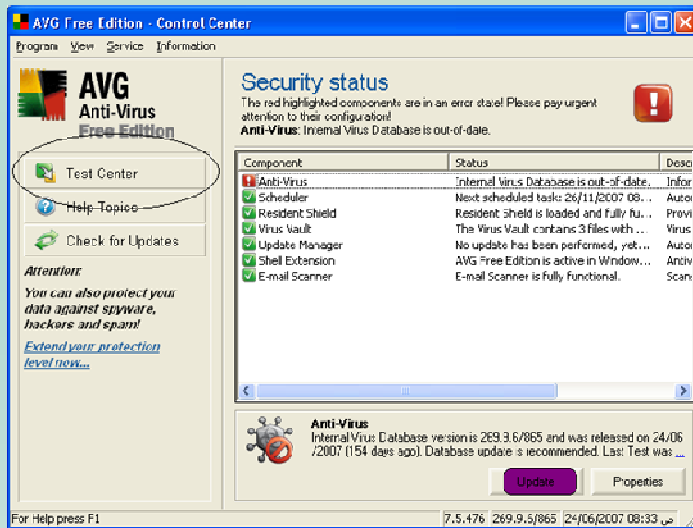 AVG Free Edition - Control Center
Program View Service Information
AVG
Anti-Virus
Free Edition
Test Center
Help Topics
Check for Updates
Attention:
You can also protect your
data against spyware,
hackers and spam!
Extend your protection
level now...
Security status
The red highlighted components are in an error state! Please pay urgent
attention to their configuration!
Anti-Virus: Internal Virus Database is out-of-date.
Component Status Descr
Anti-Virus Internal Virus Database is out-of-date. Infor
Scheduler Next scheduled task: 26/11/2007 08... Autor
Resident Shield Resident Shield is loaded and fully fu... Provi
Virus Vault The Virus Vault contains 3 files with ... Virus
Update Manager No update has been performed, yet... Autor
Shell Extension AVG Free Edition is active in Window... Antiv
E-mail Scanner E-mail Scanner is fully functional. Scan
Anti-Virus
Internal Virus Database version is 269.9.6/865 and was released on 24/06
/2007 (154 days ago). Database update is recommended. Last Test was ...
Update Properties
For Help press F1 7.5.476 269.9.6/865 24/06/2007 08:33 ص